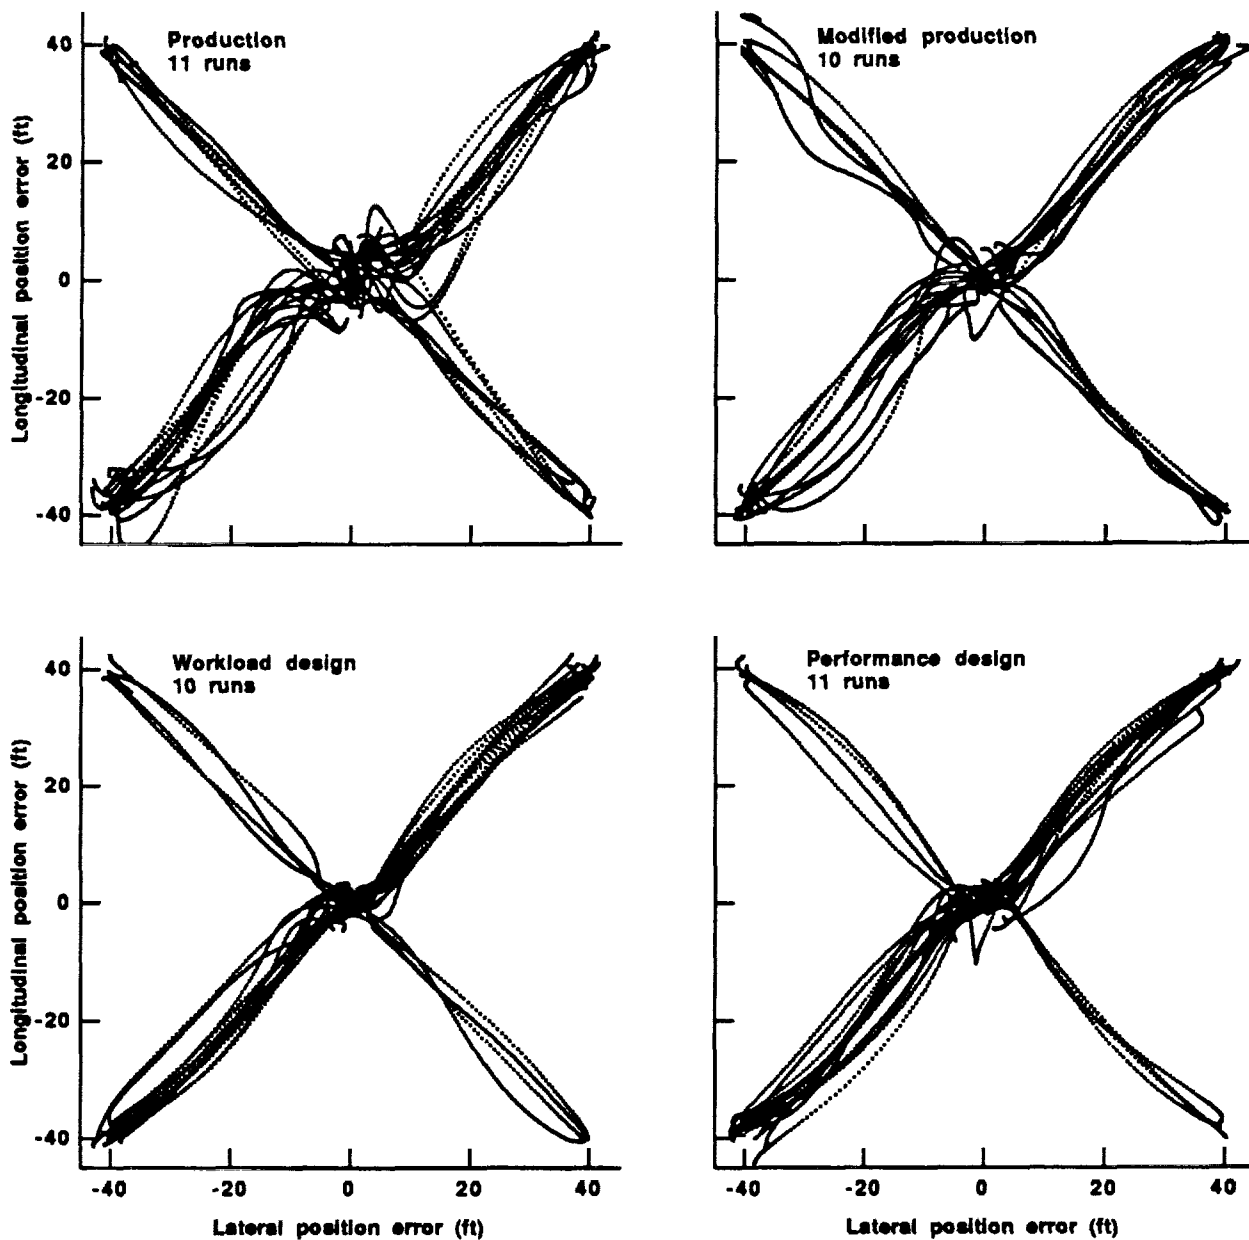 Production
11 runs
Modified production
10 runs
Longitudinal position error (ft)
40
20
0
-20
-40
Workload design
10 runs
Performance design
11 runs
Longitudinal position error (ft)
40
20
0
-20
-40
-40 -20 0 20 40
-40 -20 0 20 40
Lateral position error (ft)
Lateral position error (ft)